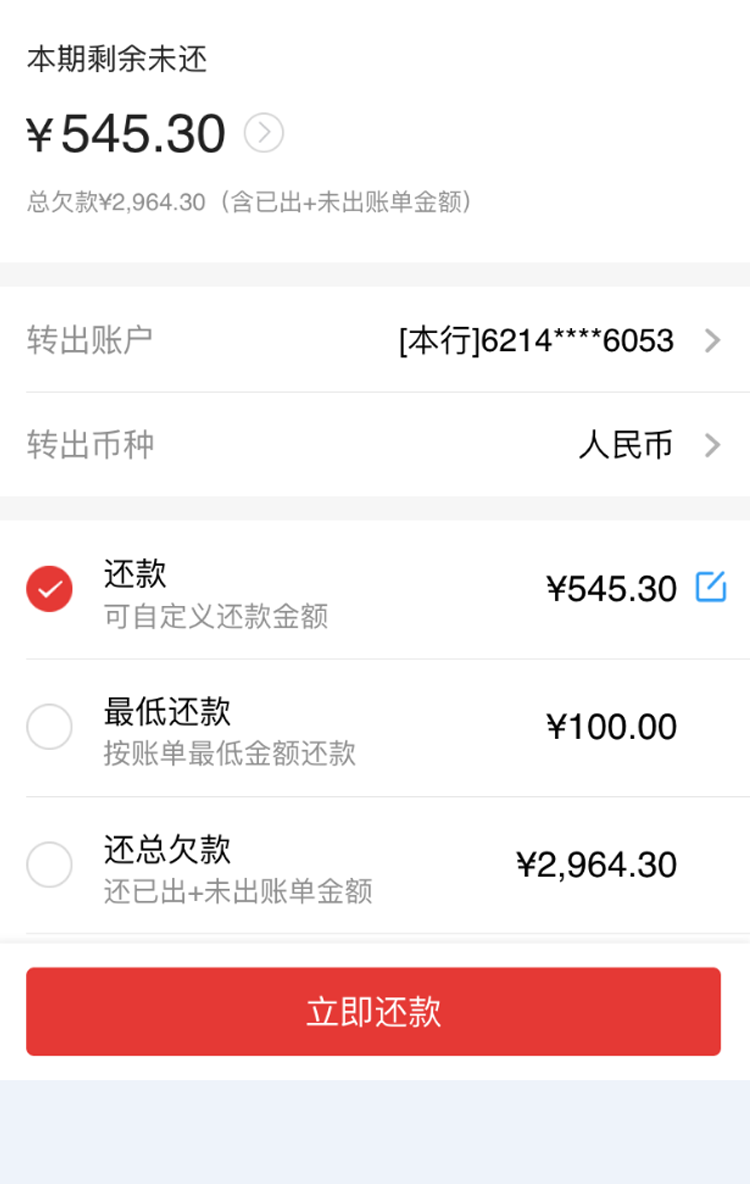 本期剩余未还
¥545.30
总欠款¥2,964.30（含已出+未出账单金额）
转出账户 [本行]6214****6053
转出币种 人民币
还款
可自定义还款金额
¥545.30
最低还款
按账单最低金额还款
¥100.00
还总欠款
还已出+未出账单金额
¥2,964.30
立即还款